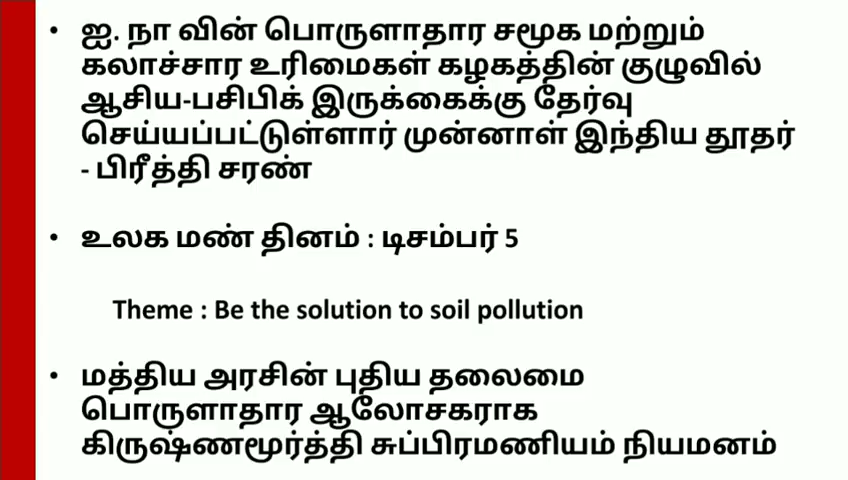 • ஐ. நா வின் பொருளாதார சமூக மற்றும்
கலாச்சார உரிமைகள் கழகத்தின் குழுவில்
ஆசிய-பசிபிக் இருக்கைக்கு தேர்வு
செய்யப்பட்டுள்ளார் முன்னாள் இந்திய தூதர்
- பிரீத்தி சரண்
• உலக மண் தினம் : டிசம்பர் 5
Theme : Be the solution to soil pollution
• மத்திய அரசின் புதிய தலைமை
பொருளாதார ஆலோசகராக
கிருஷ்ணமூர்த்தி சுப்பிரமணியம் நியமனம்